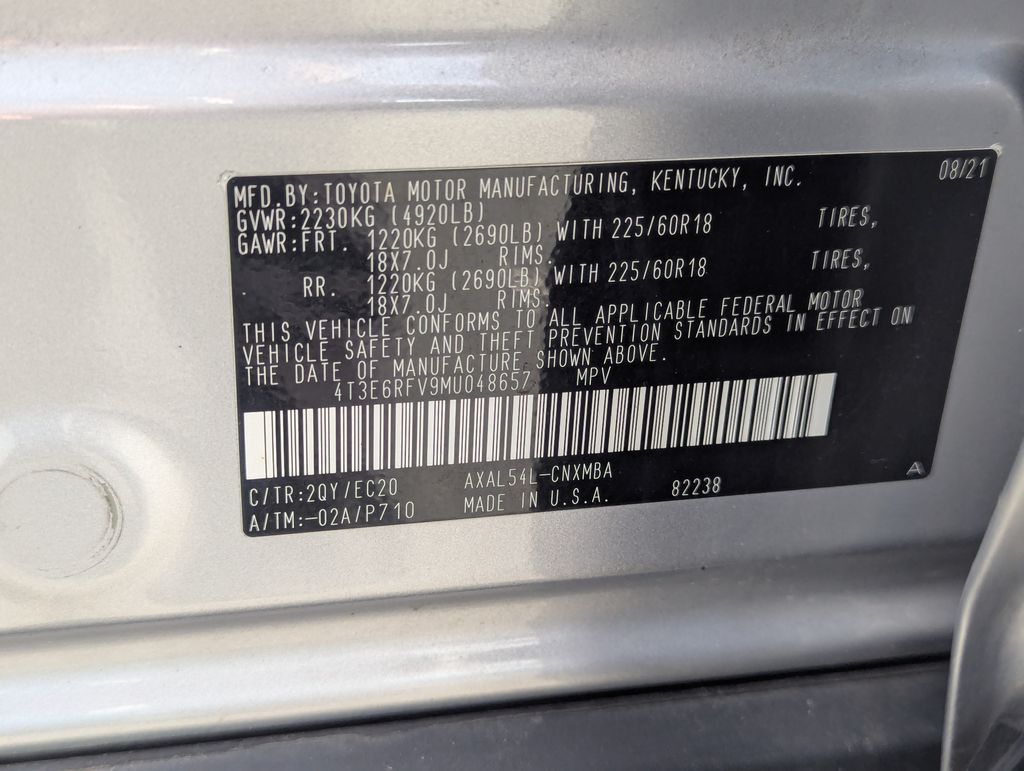 08/21
MFD.BY:TOYOTA MOTOR MANUFACTURING, KENTUCKY, INC.
GVWR:2230KG (4920LB)
GAWR:FRT. 1220KG (2690LB) WITH 225/60R18 TIRES,
18X7.0J RIMS.
RR. 1220KG (2690LB) WITH 225/60R18 TIRES,
18X7.0J RIMS.
THIS VEHICLE CONFORMS TO ALL APPLICABLE FEDERAL MOTOR
VEHICLE SAFETY AND THEFT PREVENTION STANDARDS IN EFFECT ON
THE DATE OF MANUFACTURE SHOWN ABOVE.
4T3E6RFV9MU048657 MPV
C/TR:2QY/EC20 AXAL54L-CNXMBA
A/TM:-02A/P710 MADE IN U.S.A. 82238
A